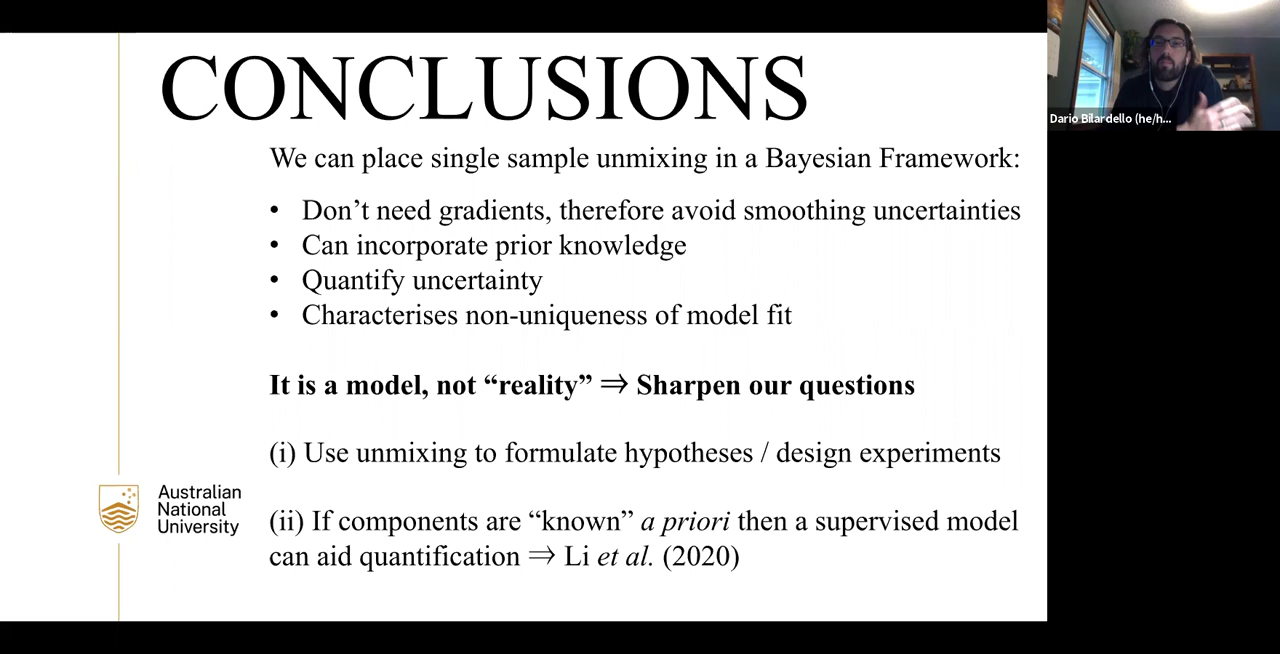 CONCLUSIONS
We can place single sample unmixing in a Bayesian Framework:
• Don’t need gradients, therefore avoid smoothing uncertainties
• Can incorporate prior knowledge
• Quantify uncertainty
• Characterises non-uniqueness of model fit
It is a model, not “reality” ⇒ Sharpen our questions
(i) Use unmixing to formulate hypotheses / design experiments
(ii) If components are “known” a priori then a supervised model
can aid quantification ⇒ Li et al. (2020)
Australian
National
University
Dario Bilardello (he/h...